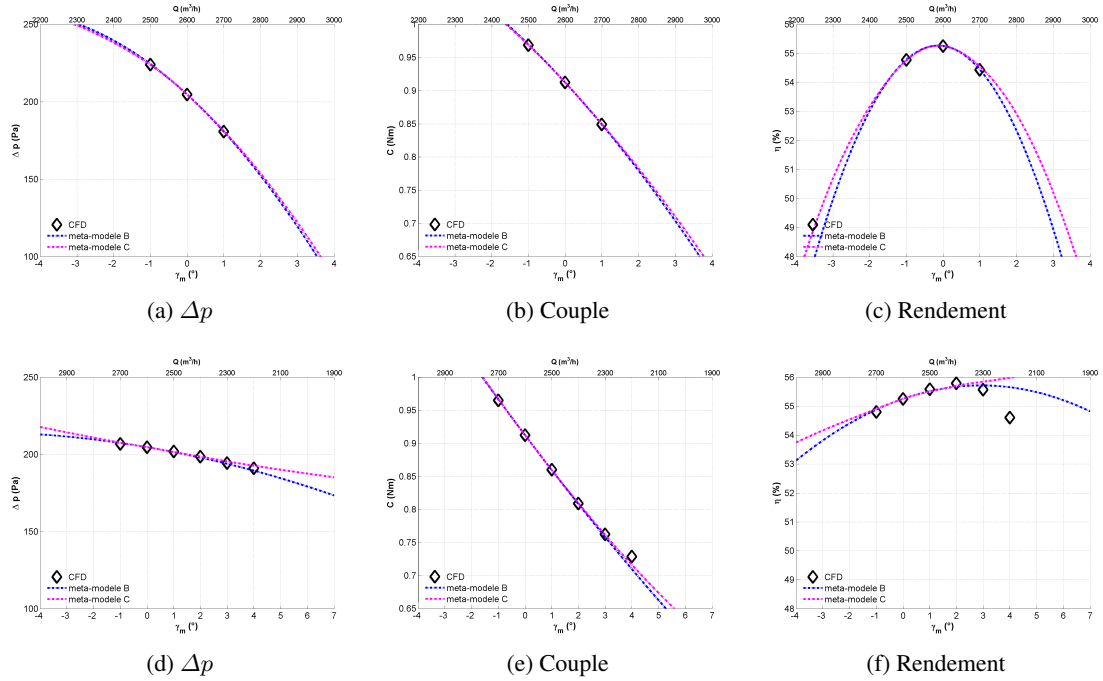 Q (m³/h)
2200 2300 2400 2500 2600 2700 2800 2900 3000
250
200
150
100
Δ p (Pa)
CFD
meta-modele B
meta-modele C
-4 -3 -2 -1 0 1 2 3 4
γm (°)
(a) Δp
Q (m³/h)
2200 2300 2400 2500 2600 2700 2800 2900 3000
1
0.95
0.9
0.85
0.8
0.75
0.7
0.65
C (Nm)
CFD
meta-modele B
meta-modele C
-4 -3 -2 -1 0 1 2 3 4
γm (°)
(b) Couple
Q (m³/h)
2200 2300 2400 2500 2600 2700 2800 2900 3000
56
55
54
53
52
51
50
49
48
η (%)
CFD
meta-modele B
meta-modele C
-4 -3 -2 -1 0 1 2 3 4
γm (°)
(c) Rendement
Q (m³/h)
2900 2700 2500 2300 2100 1900
250
200
150
100
Δ p (Pa)
CFD
meta-modele B
meta-modele C
-4 -3 -2 -1 0 1 2 3 4 5 6 7
γm (°)
(d) Δp
Q (m³/h)
2900 2700 2500 2300 2100 1900
1
0.95
0.9
0.85
0.8
0.75
0.7
0.65
C (Nm)
CFD
meta-modele B
meta-modele C
-4 -3 -2 -1 0 1 2 3 4 5 6 7
γm (°)
(e) Couple
Q (m³/h)
2900 2700 2500 2300 2100 1900
56
55
54
53
52
51
50
49
48
η (%)
CFD
meta-modele B
meta-modele C
-4 -3 -2 -1 0 1 2 3 4 5 6 7
γm (°)
(f) Rendement